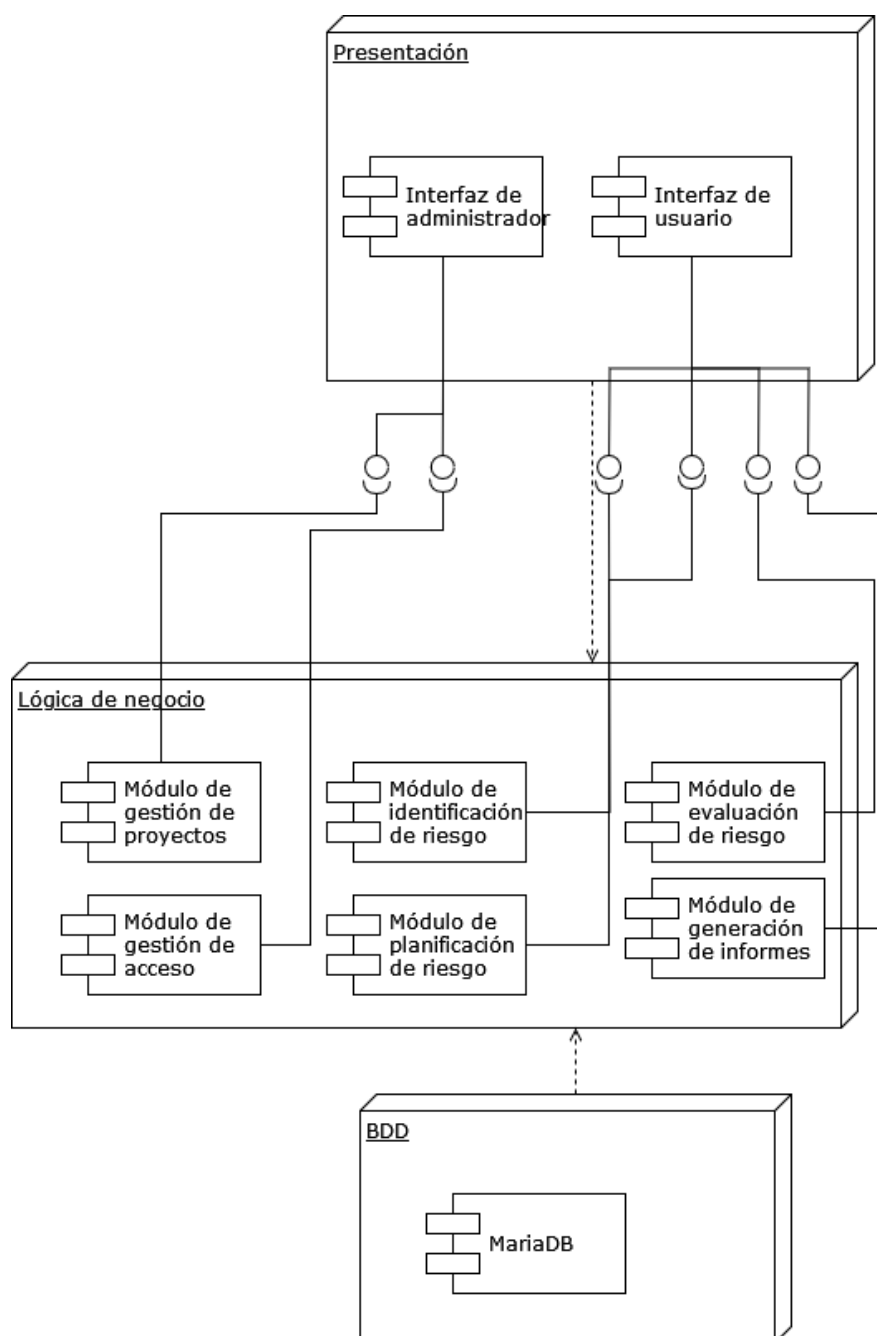 Presentación
Interfaz de
administrador
Interfaz de
usuario
Lógica de negocio
Módulo de
gestión de
proyectos
Módulo de
identificación
de riesgo
Módulo de
evaluación
de riesgo
Módulo de
gestión de
acceso
Módulo de
planificación
de riesgo
Módulo de
generación
de informes
BDD
MariaDB